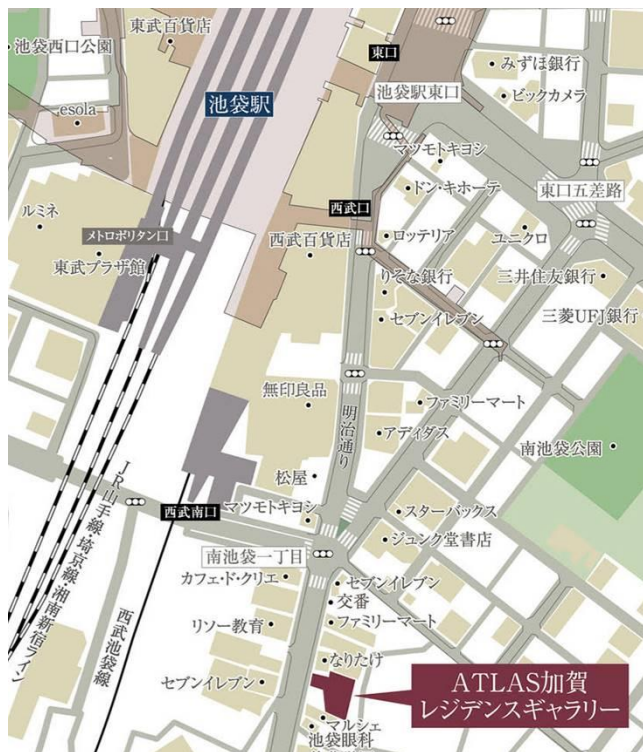 東武百貨店
池袋西口公園
東口
みずほ銀行
池袋駅東口
ビックカメラ
esola
池袋駅
マツモトキヨシ
ドン・キホーテ
東口五差路
ルミネ
西武口
ロッテリア
ユニクロ
メトロポリタン口
東武プラザ館
西武百貨店
りそな銀行
三井住友銀行
セブンイレブン
三菱UFJ銀行
無印良品
明治通り
ファミリーマート
アディダス
南池袋公園
松屋
西武南口
マツモトキヨシ
スターバックス
ジュンク堂書店
南池袋一丁目
カフェ・ド・クリエ
セブンイレブン
交番
リソー教育
ファミリーマート
JR山手線・埼京線・湘南新宿ライン
西武池袋線
なりたけ
セブンイレブン
ATLAS加賀
レジデンスギャラリー
マルシェ
池袋眼科